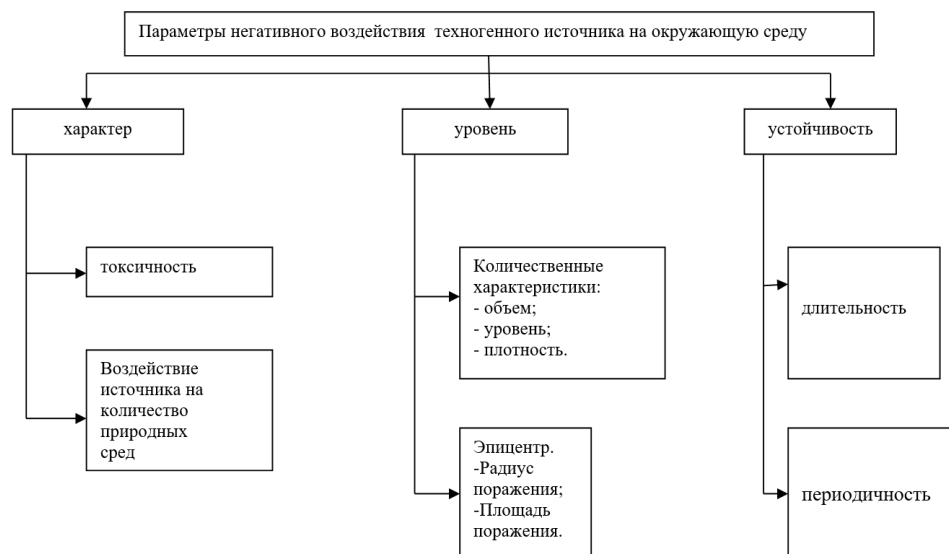 Параметры негативного воздействия техногенного источника на окружающую среду
характер
уровень
устойчивость
токсичность
Воздействие
источника на
количество
природных
сред
Количественные
характеристики:
- объем;
- уровень;
- плотность.
Эпицентр.
-Радиус
поражения;
-Площадь
поражения.
длительность
периодичность